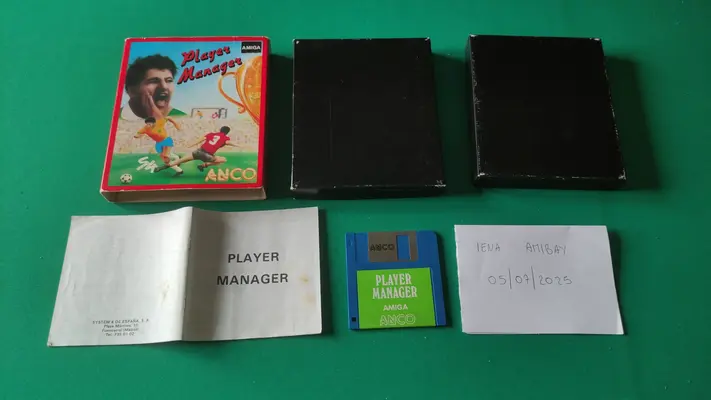 Player
Manager
AMIGA
ANCO
PLAYER
MANAGER
SYSTEM 4 DE ESPAÑA, S.A.
ANCO
PLAYER
MANAGER
AMIGA
ANCO
IENA AMIBAY
05/07/2025
3